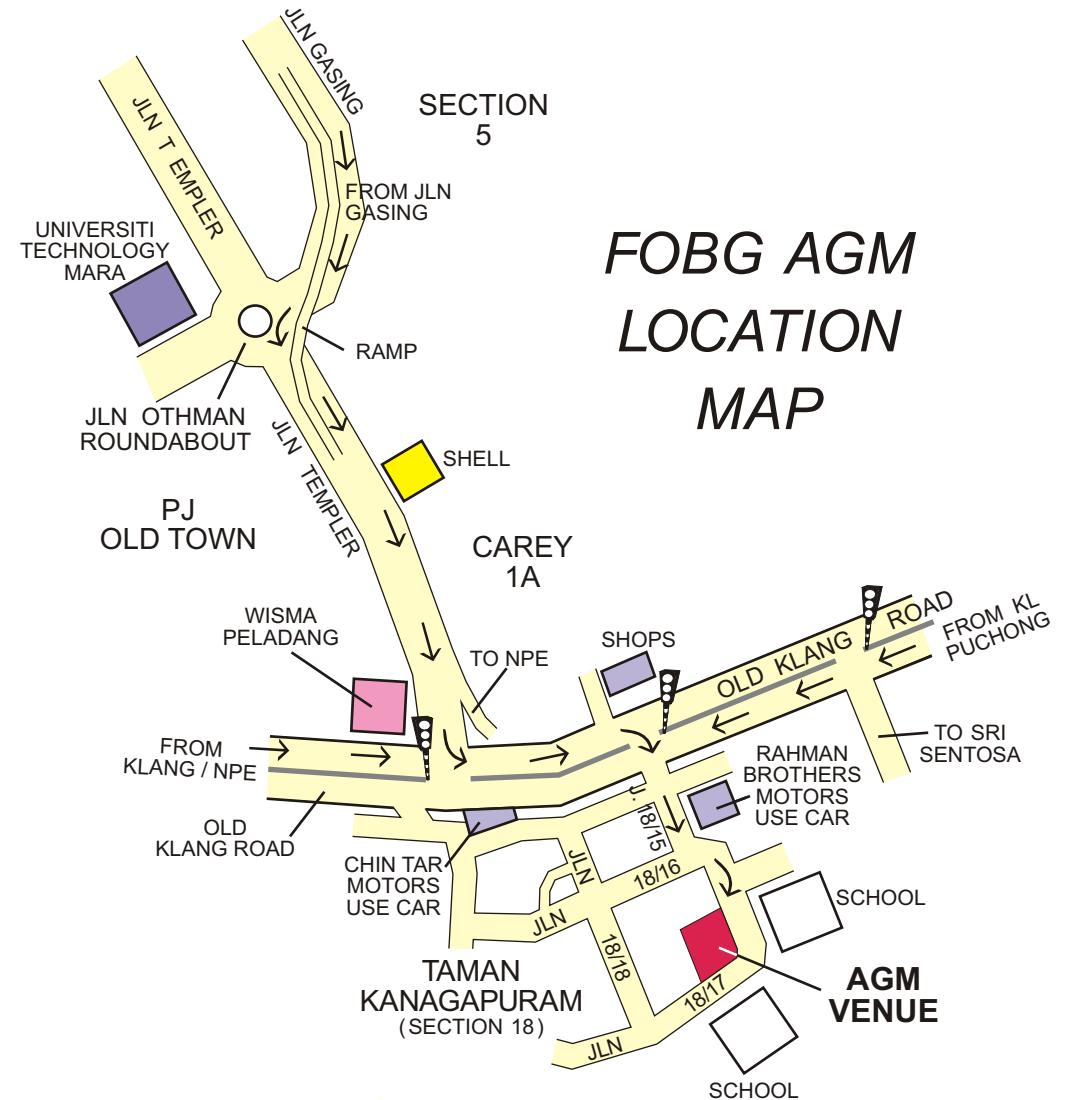 JLN GASING
SECTION
5
JLN T EMPLER
FROM JLN
GASING
UNIVERSITI
TECHNOLOGY
MARA
FOBG AGM
LOCATION
MAP
RAMP
JLN OTHMAN
ROUNDABOUT
JLN TEMPLER
SHELL
PJ
OLD TOWN
CAREY
1A
WISMA
PELADANG
TO NPE
SHOPS
OLD KLANG ROAD
FROM KL
PUCHONG
FROM
KLANG / NPE
TO SRI
SENTOSA
RAHMAN
BROTHERS
MOTORS
USE CAR
OLD
KLANG ROAD
CHIN TAR
MOTORS
USE CAR
J. 18/15
JLN
18/16
JLN
SCHOOL
18/18
TAMAN
KANAGAPURAM
(SECTION 18)
18/17
AGM
VENUE
JLN
SCHOOL